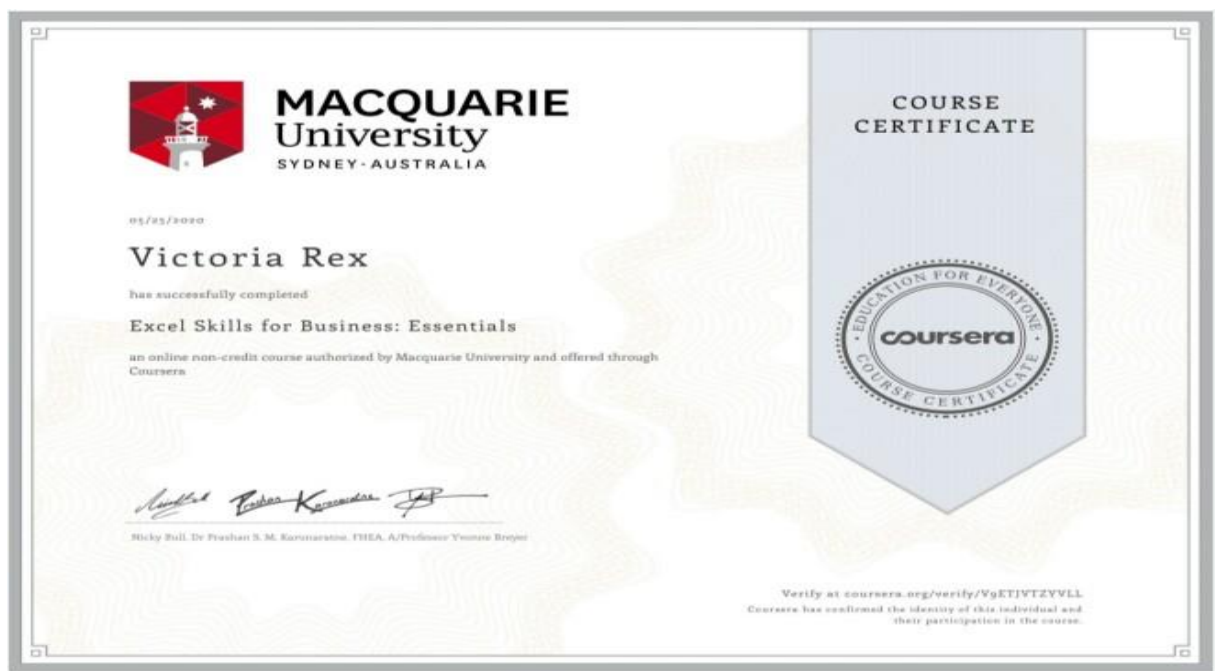 MACQUARIE
University
SYDNEY·AUSTRALIA
05/25/2020
Victoria Rex
has successfully completed
Excel Skills for Business: Essentials
an online non-credit course authorized by Macquarie University and offered through
Coursera
Nicky Bull, Dr Prashan S. M. Karunaratne, FHEA, A/Professor Yvonne Breyer
COURSE
CERTIFICATE
EDUCATION FOR EVERYONE
coursera
COURSE CERTIFICATE
Verify at coursera.org/verify/V9ETJVTZYVLL
Coursera has confirmed the identity of this individual and
their participation in the course.